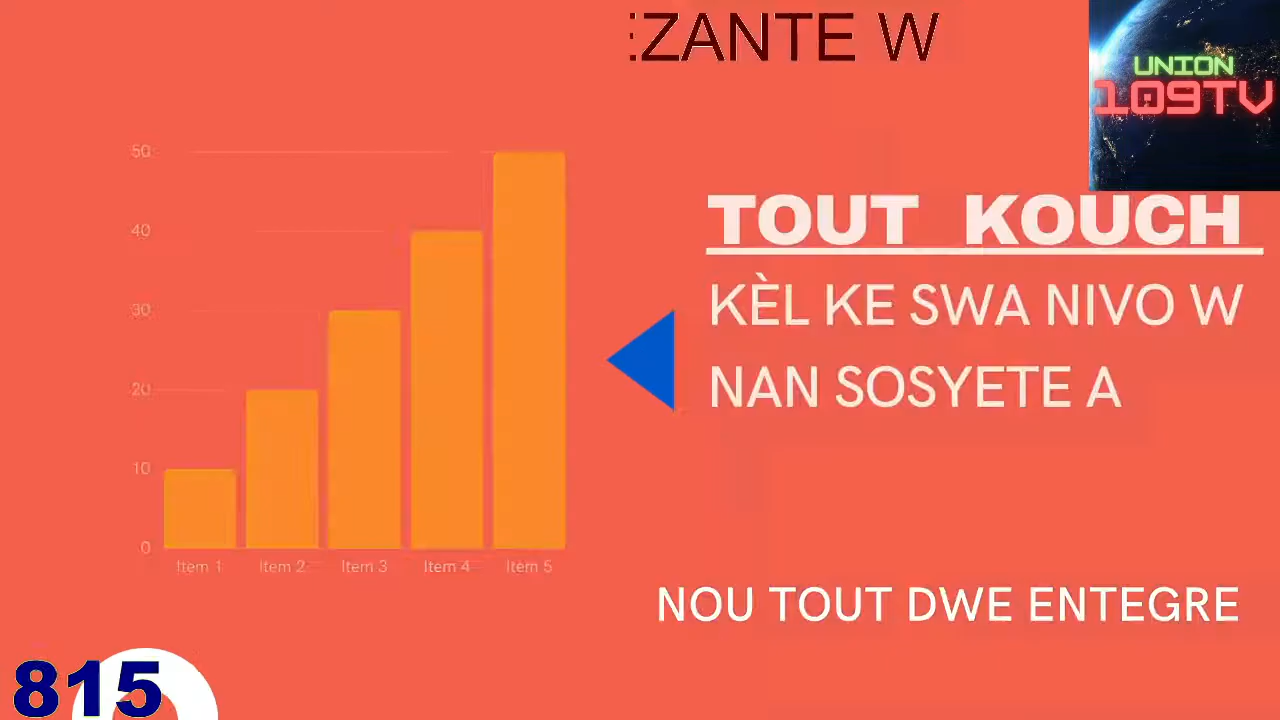 ZANTE W
UNION
109TV
TOUT KOUCH
KÈL KE SWA NIVO W
NAN SOSYETE A
50
40
30
20
10
0
Item 1 Item 2 Item 3 Item 4 Item 5
NOU TOUT DWE ENTEGRE
815